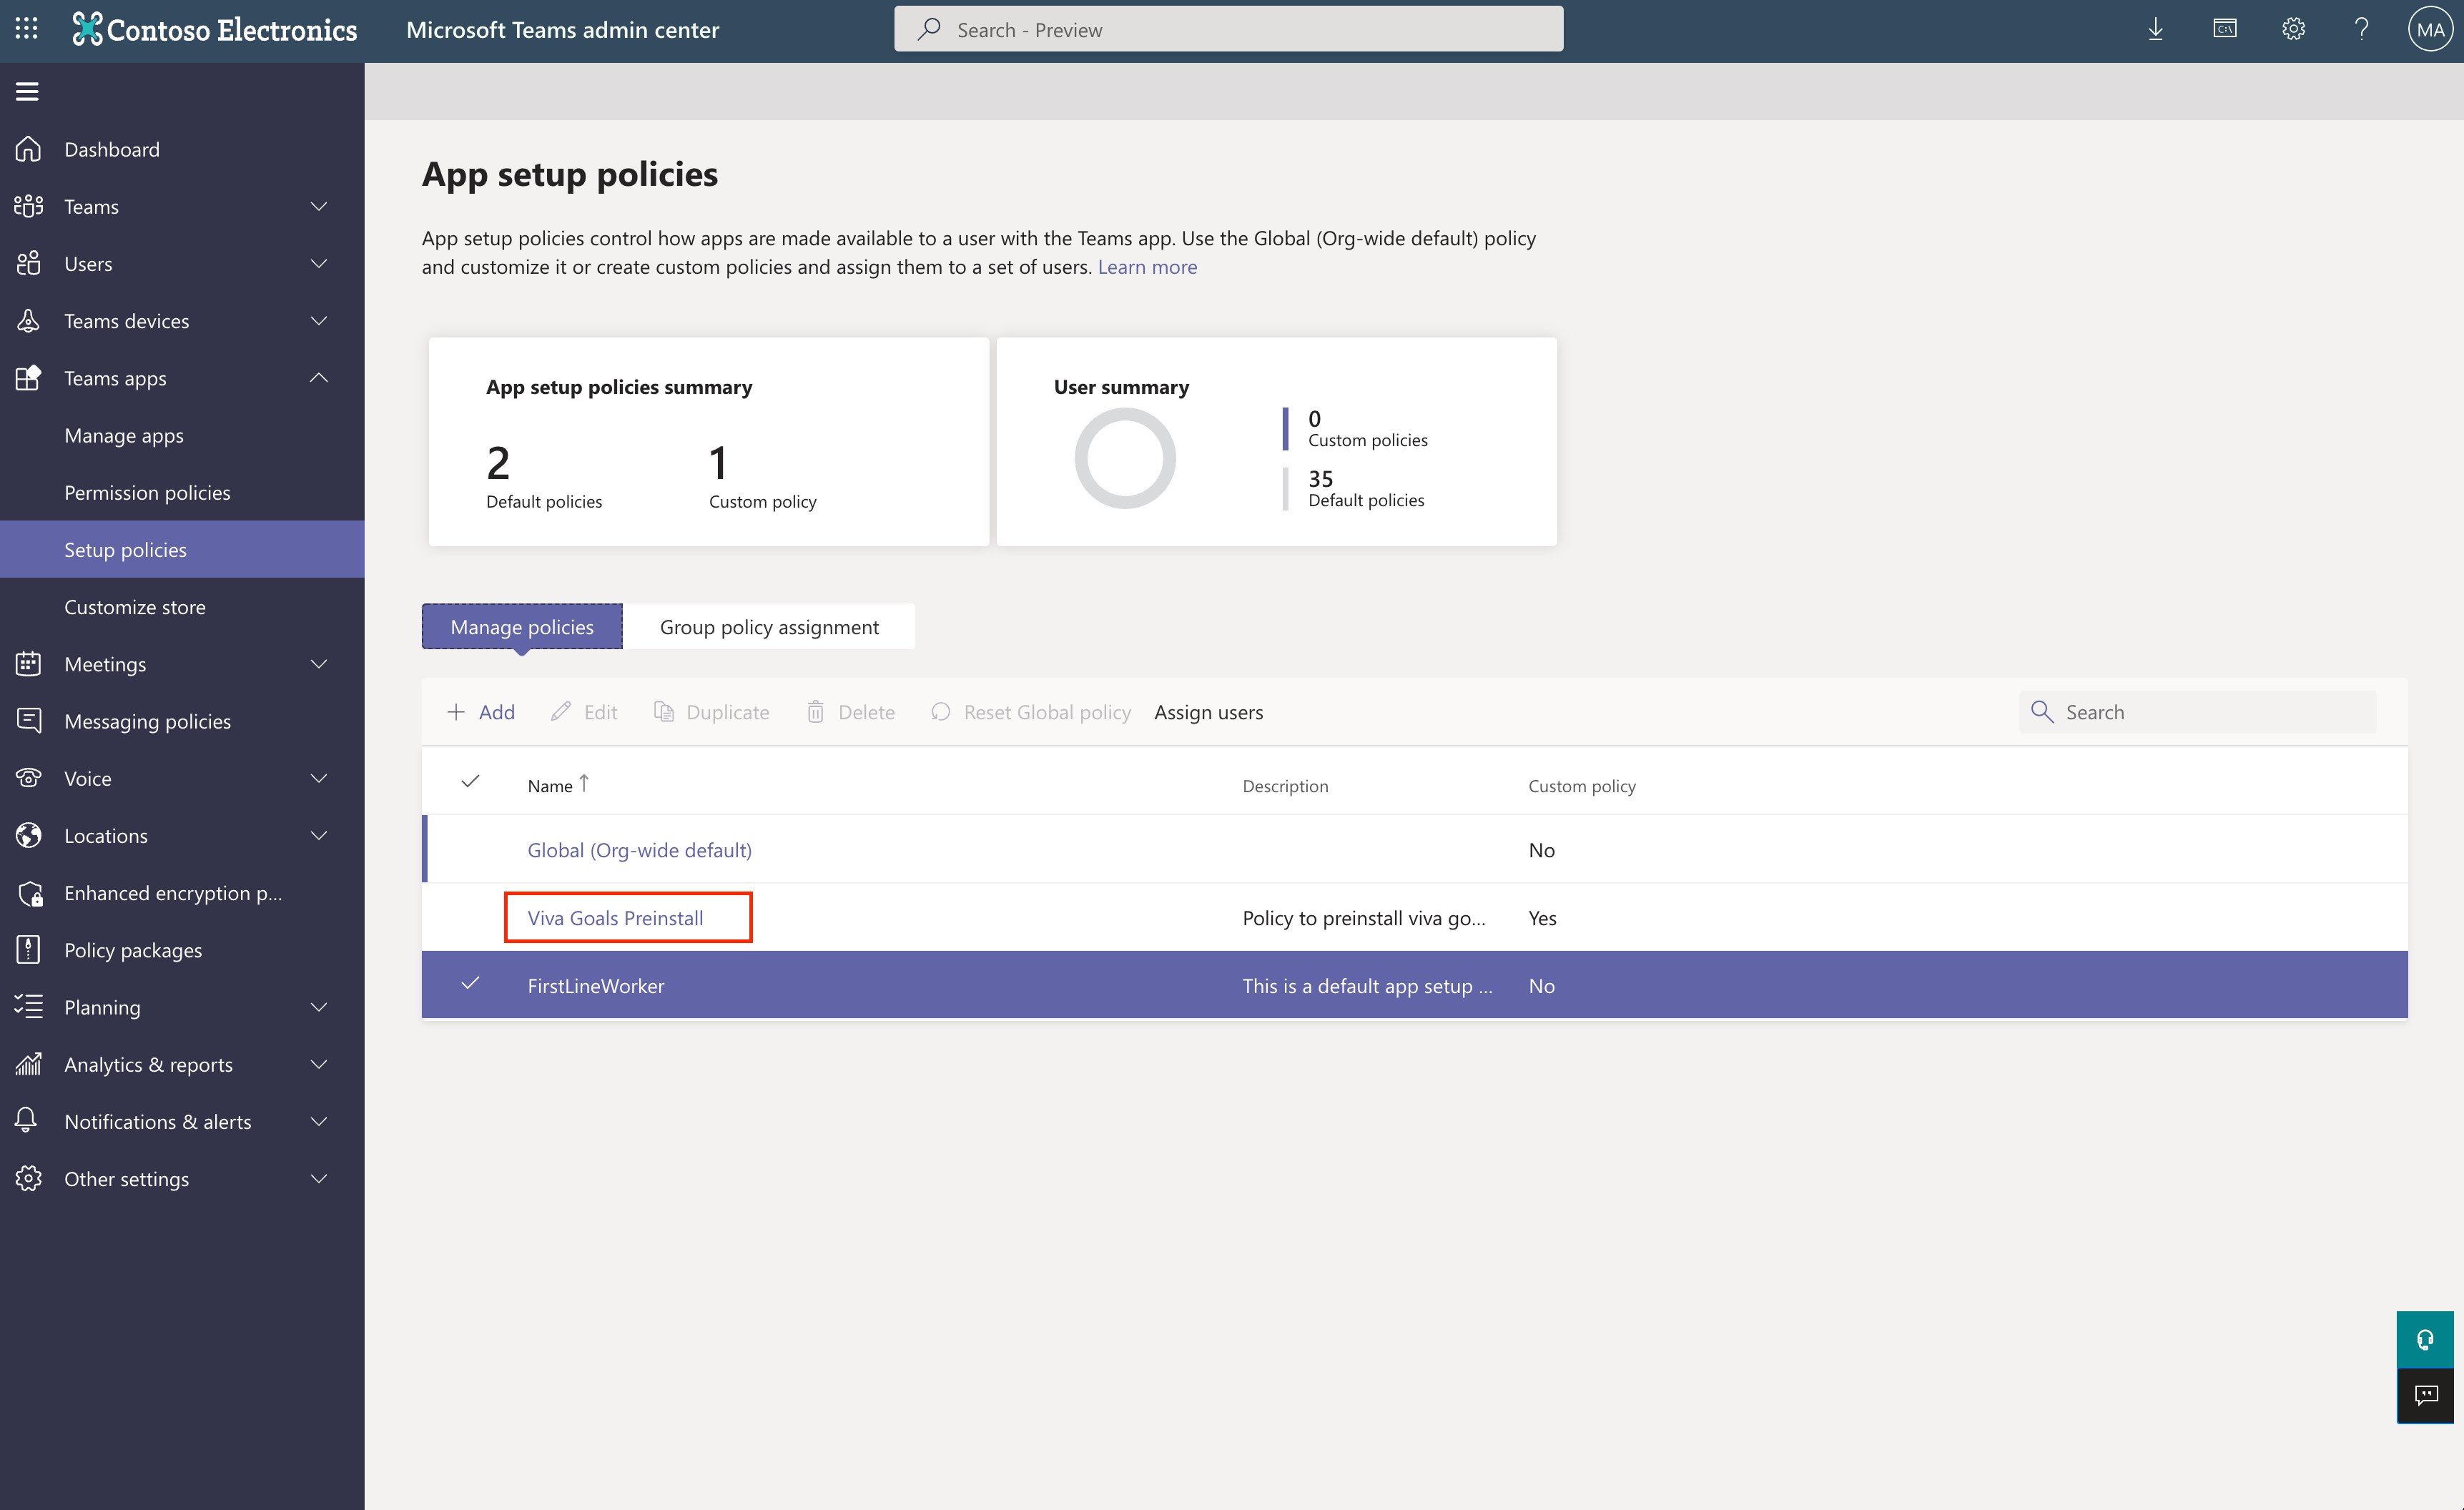 Contoso Electronics
Microsoft Teams admin center
Search - Preview
MA
Dashboard
Teams
Users
Teams devices
Teams apps
Manage apps
Permission policies
Setup policies
Customize store
Meetings
Messaging policies
Voice
Locations
Enhanced encryption p...
Policy packages
Planning
Analytics & reports
Notifications & alerts
Other settings
App setup policies
App setup policies control how apps are made available to a user with the Teams app. Use the Global (Org-wide default) policy
and customize it or create custom policies and assign them to a set of users. Learn more
App setup policies summary
2
Default policies
1
Custom policy
User summary
0
Custom policies
35
Default policies
Manage policies
Group policy assignment
Add
Edit
Duplicate
Delete
Reset Global policy
Assign users
Search
Name
Description
Custom policy
Global (Org-wide default)
No
Viva Goals Preinstall
Policy to preinstall viva go...
Yes
FirstLineWorker
This is a default app setup ...
No